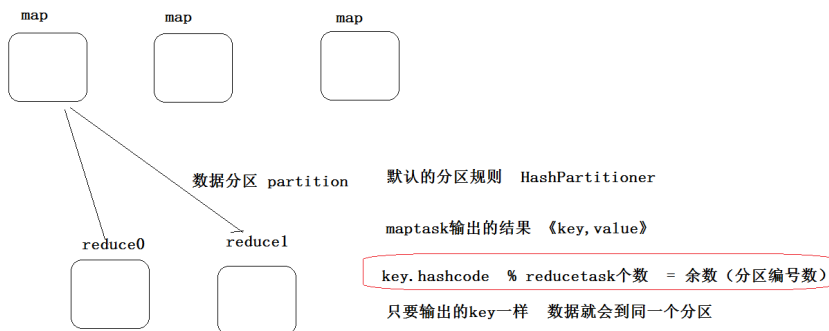 map
map
map
数据分区 partition
默认的分区规则 HashPartitioner
maptask输出的结果 《key,value》
reduce0
reduce1
key.hashcode % reducetask个数 = 余数（分区编号数）
只要输出的key一样 数据就会到同一个分区